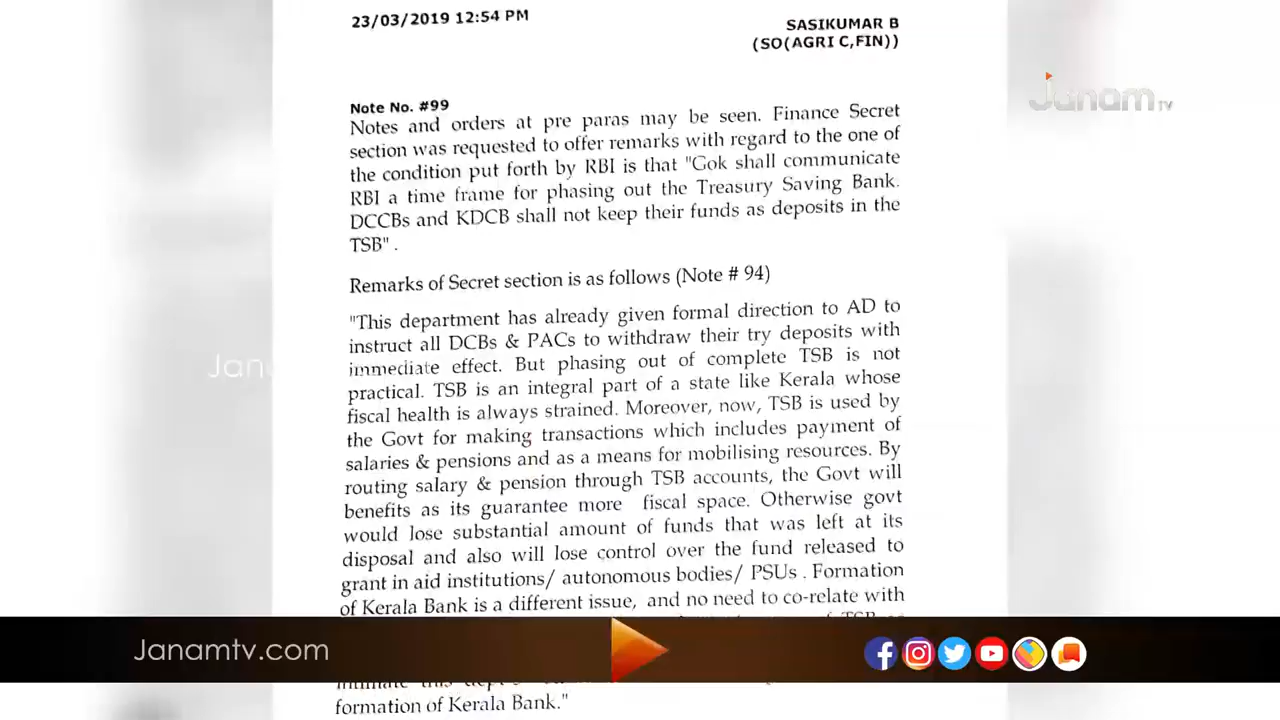 23/03/2019 12:54 PM
SASIKUMAR B
(SO(AGRI C,FIN))
Janam TV
Note No. #99
Notes and orders at pre paras may be seen. Finance Secret
section was requested to offer remarks with regard to the one of
the condition put forth by RBI is that "Gok shall communicate
RBI a time frame for phasing out the Treasury Saving Bank.
DCCBs and KDCB shall not keep their funds as deposits in the
TSB" .
Remarks of Secret section is as follows (Note # 94)
"This department has already given formal direction to AD to
instruct all DCBs & PACs to withdraw their try deposits with
immediate effect. But phasing out of complete TSB is not
Jana
practical. TSB is an integral part of a state like Kerala whose
fiscal health is always strained. Moreover, now, TSB is used by
the Govt for making transactions which includes payment of
salaries & pensions and as a means for mobilising resources. By
routing salary & pension through TSB accounts, the Govt will
benefits as its guarantee more fiscal space. Otherwise govt
would lose substantial amount of funds that was left at its
disposal and also will lose control over the fund released to
grant in aid institutions/ autonomous bodies/ PSUs . Formation
of Kerala Bank is a different issue, and no need to co-relate with
Janamtv.com
formation of Kerala Bank."